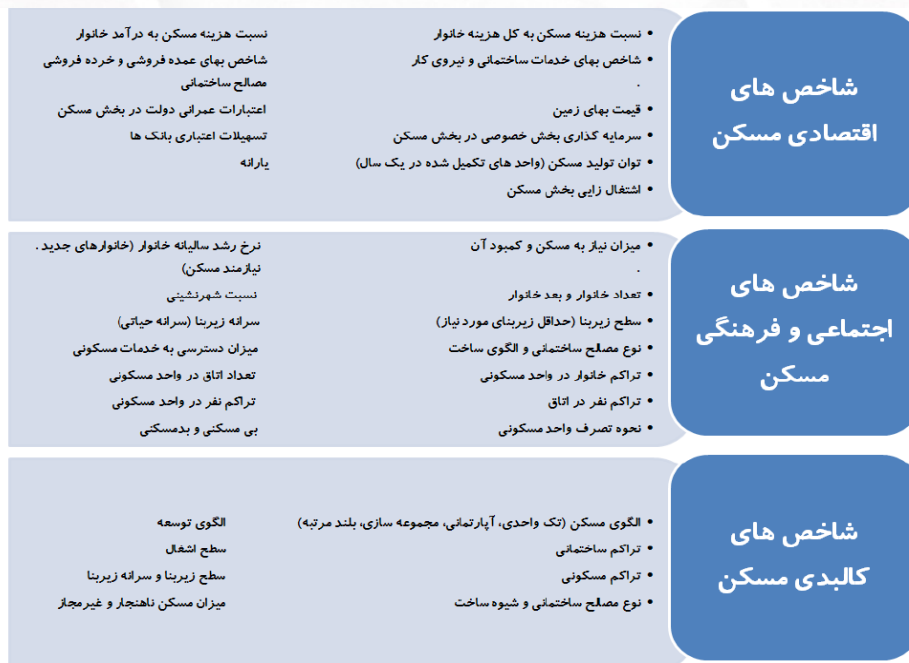 شاخص های
اقتصادی مسکن
• نسبت هزینه مسکن به کل هزینه خانوار نسبت هزینه مسکن به درآمد خانوار
• شاخص بهای خدمات ساختمانی و نیروی کار شاخص بهای عمده فروشی و خرده فروشی
. مصالح ساختمانی
• قیمت بهای زمین اعتبارات عمرانی دولت در بخش مسکن
• سرمایه گذاری بخش خصوصی در بخش مسکن تسهیلات اعتباری بانک ها
• توان تولید مسکن (واحد های تکمیل شده در یک سال) یارانه
• اشتغال زایی بخش مسکن
شاخص های
اجتماعی و فرهنگی
مسکن
• میزان نیاز به مسکن و کمبود آن نرخ رشد سالیانه خانوار (خانوارهای جدید .
. نیازمند مسکن)
• تعداد خانوار و بعد خانوار نسبت شهرنشینی
• سطح زیربنا (حداقل زیربنای مورد نیاز) سرانه زیربنا (سرانه حیاتی)
• نوع مصالح ساختمانی و الگوی ساخت میزان دسترسی به خدمات مسکونی
• تراکم خانوار در واحد مسکونی تعداد اتاق در واحد مسکونی
• تراکم نفر در اتاق تراکم نفر در واحد مسکونی
• نحوه تصرف واحد مسکونی بی مسکنی و بدمسکنی
شاخص های
کالبدی مسکن
• الگوی مسکن (تک واحدی، آپارتمانی، مجموعه سازی، بلند مرتبه) الگوی توسعه
• تراکم ساختمانی سطح اشغال
• تراکم مسکونی سطح زیربنا و سرانه زیربنا
• نوع مصالح ساختمانی و شیوه ساخت میزان مسکن ناهنجار و غیرمجاز